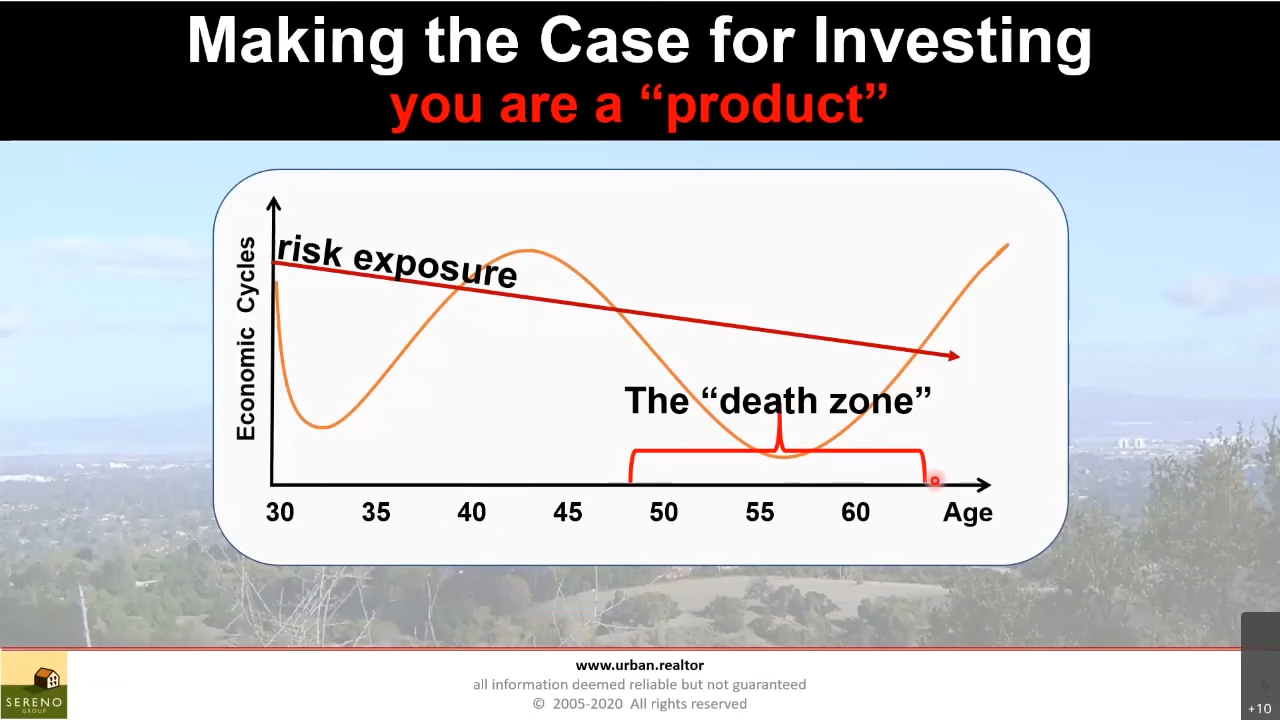 Making the Case for Investing
you are a “product”
Economic Cycles
risk exposure
The “death zone”
30 35 40 45 50 55 60 Age
www.urban.realtor
all information deemed reliable but not guaranteed
© 2005-2020 All rights reserved
SERENO
GROUP
+10